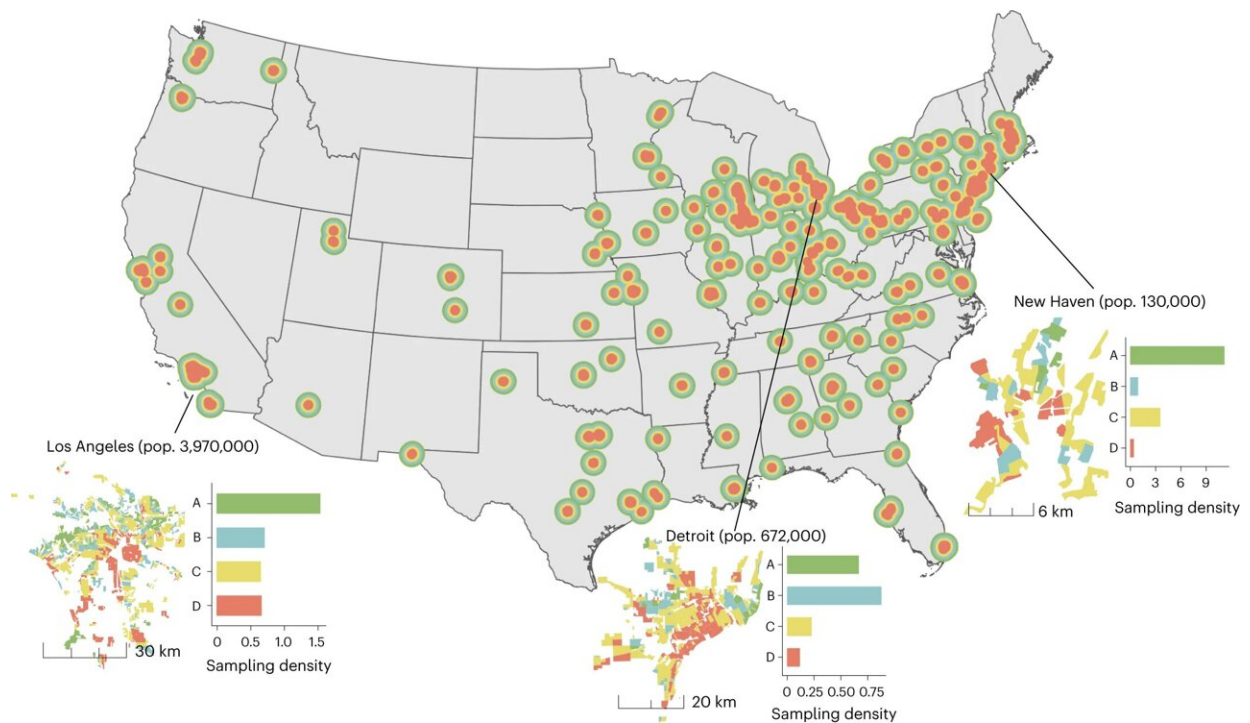 New Haven (pop. 130,000)
A
B
C
D
0 3 6 9
Sampling density
6 km
Los Angeles (pop. 3,970,000)
A
B
C
D
0 0.5 1.0 1.5
Sampling density
30 km
Detroit (pop. 672,000)
A
B
C
D
0 0.25 0.50 0.75
Sampling density
20 km